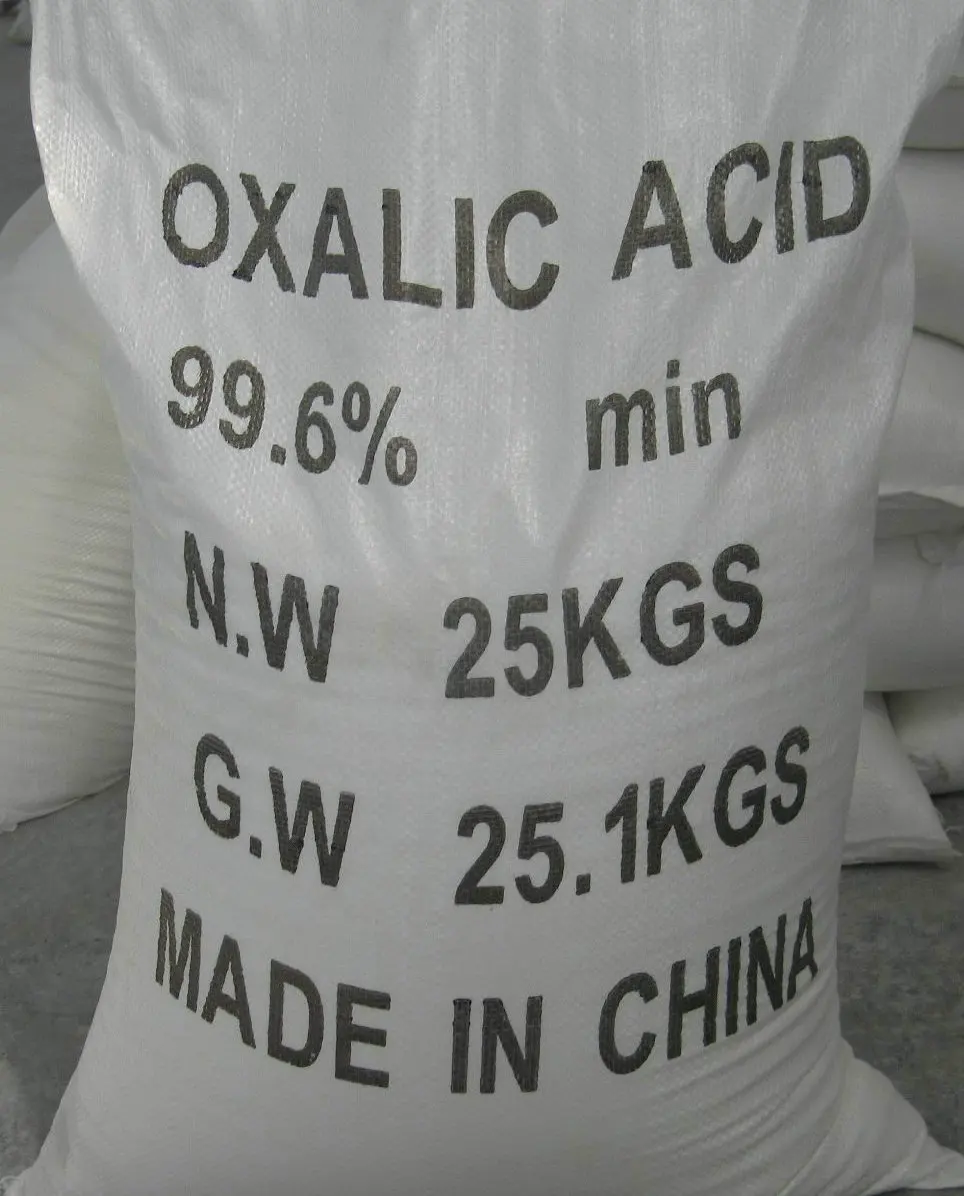 OXALIC ACID
99.6% min
N.W 25KGS
G.W 25.1KGS
MADE IN CHINA